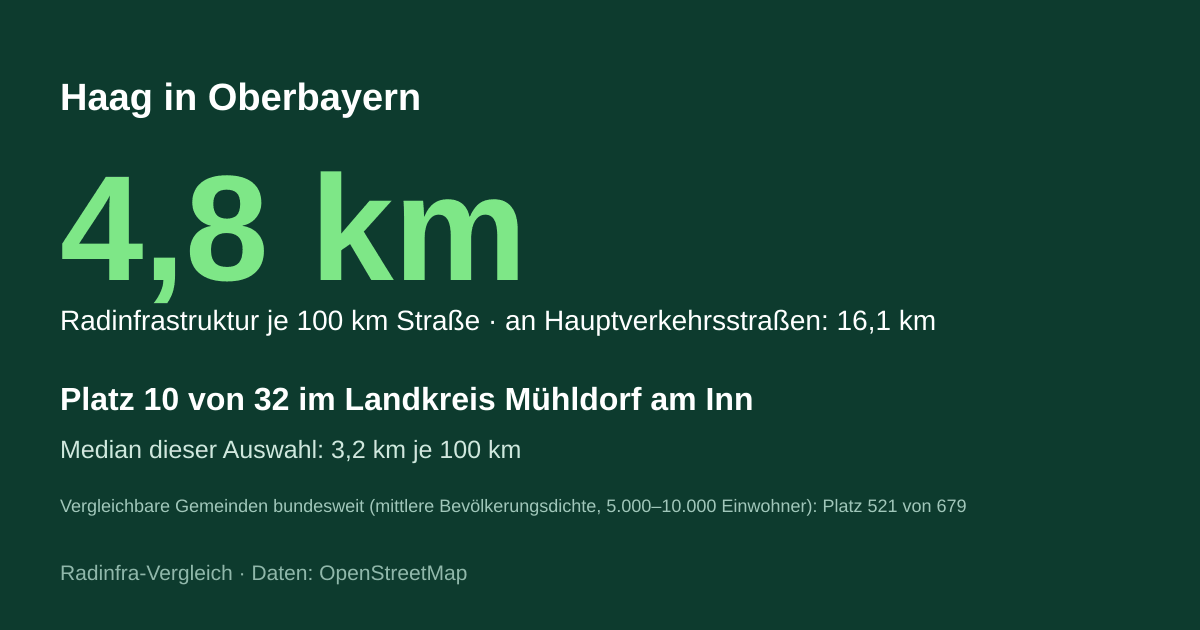 Haag in Oberbayern
4,8 km
Radinfrastruktur je 100 km Straße · an Hauptverkehrsstraßen: 16,1 km
Platz 10 von 32 im Landkreis Mühldorf am Inn
Median dieser Auswahl: 3,2 km je 100 km
Vergleichbare Gemeinden bundesweit (mittlere Bevölkerungsdichte, 5.000–10.000 Einwohner): Platz 521 von 679
Radinfra-Vergleich · Daten: OpenStreetMap